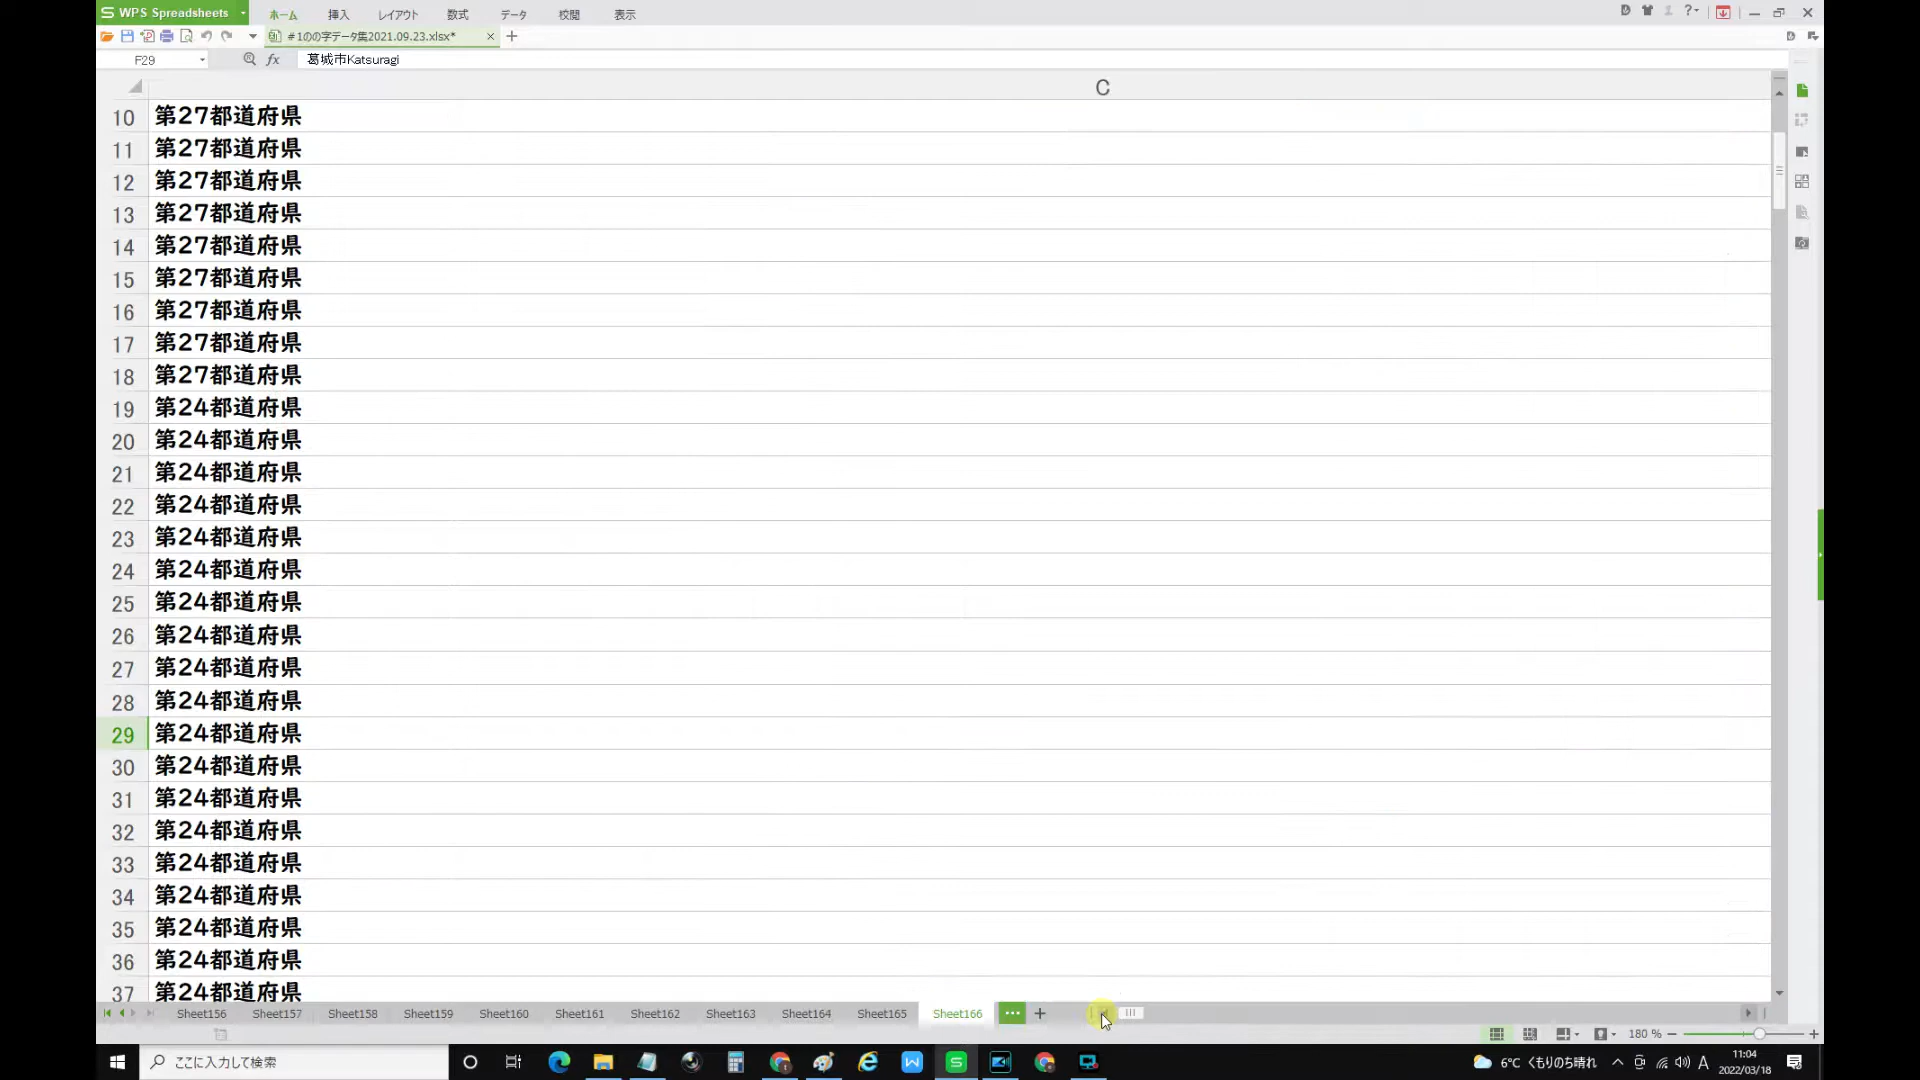 WPS Spreadsheets ホーム 挿入 レイアウト 数式 データ 校閲 表示
#1のの字データ集2021.09.23.xlsx*
F29 fx 葛城市Katsuragi
C
10 第27都道府県
11 第27都道府県
12 第27都道府県
13 第27都道府県
14 第27都道府県
15 第27都道府県
16 第27都道府県
17 第27都道府県
18 第27都道府県
19 第24都道府県
20 第24都道府県
21 第24都道府県
22 第24都道府県
23 第24都道府県
24 第24都道府県
25 第24都道府県
26 第24都道府県
27 第24都道府県
28 第24都道府県
29 第24都道府県
30 第24都道府県
31 第24都道府県
32 第24都道府県
33 第24都道府県
34 第24都道府県
35 第24都道府県
36 第24都道府県
37 第24都道府県
Sheet156 Sheet157 Sheet158 Sheet159 Sheet160 Sheet161 Sheet162 Sheet163 Sheet164 Sheet165 Sheet166 ... +
180 %
ここに入力して検索
6°C くもりのち晴れ A 11:04
2022/03/18